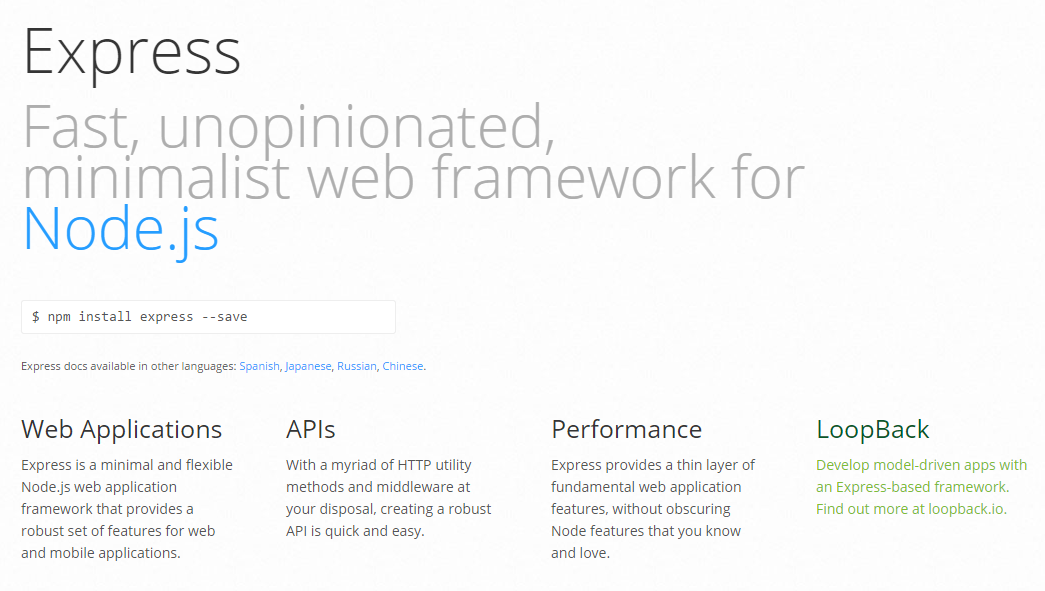 Express
Fast, unopinionated,
minimalist web framework for
Node.js
$ npm install express --save
Express docs available in other languages: Spanish, Japanese, Russian, Chinese.
Web Applications
Express is a minimal and flexible
Node.js web application
framework that provides a
robust set of features for web
and mobile applications.
APIs
With a myriad of HTTP utility
methods and middleware at
your disposal, creating a robust
API is quick and easy.
Performance
Express provides a thin layer of
fundamental web application
features, without obscuring
Node features that you know
and love.
LoopBack
Develop model-driven apps with
an Express-based framework.
Find out more at loopback.io.